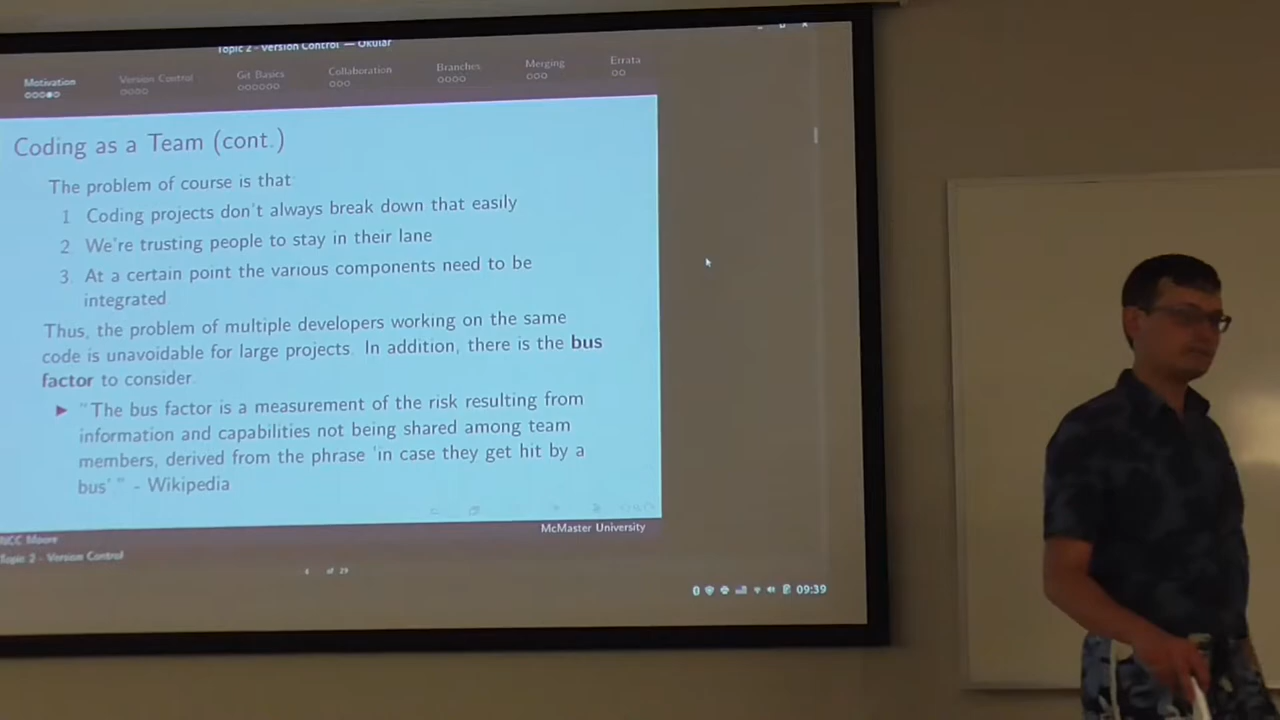 Topic 2 - Version Control — Okular
Motivation Version Control Git Basics Collaboration Branches Merging Errata
Coding as a Team (cont.)
The problem of course is that
1 Coding projects don't always break down that easily
2. We're trusting people to stay in their lane
3. At a certain point the various components need to be
integrated
Thus, the problem of multiple developers working on the same
code is unavoidable for large projects. In addition, there is the bus
factor to consider.
"The bus factor is a measurement of the risk resulting from
information and capabilities not being shared among team
members, derived from the phrase 'in case they get hit by a
bus' " - Wikipedia
McMaster University
NCC Moore
Topic 2 - Version Control
4 of 29
0 09:39